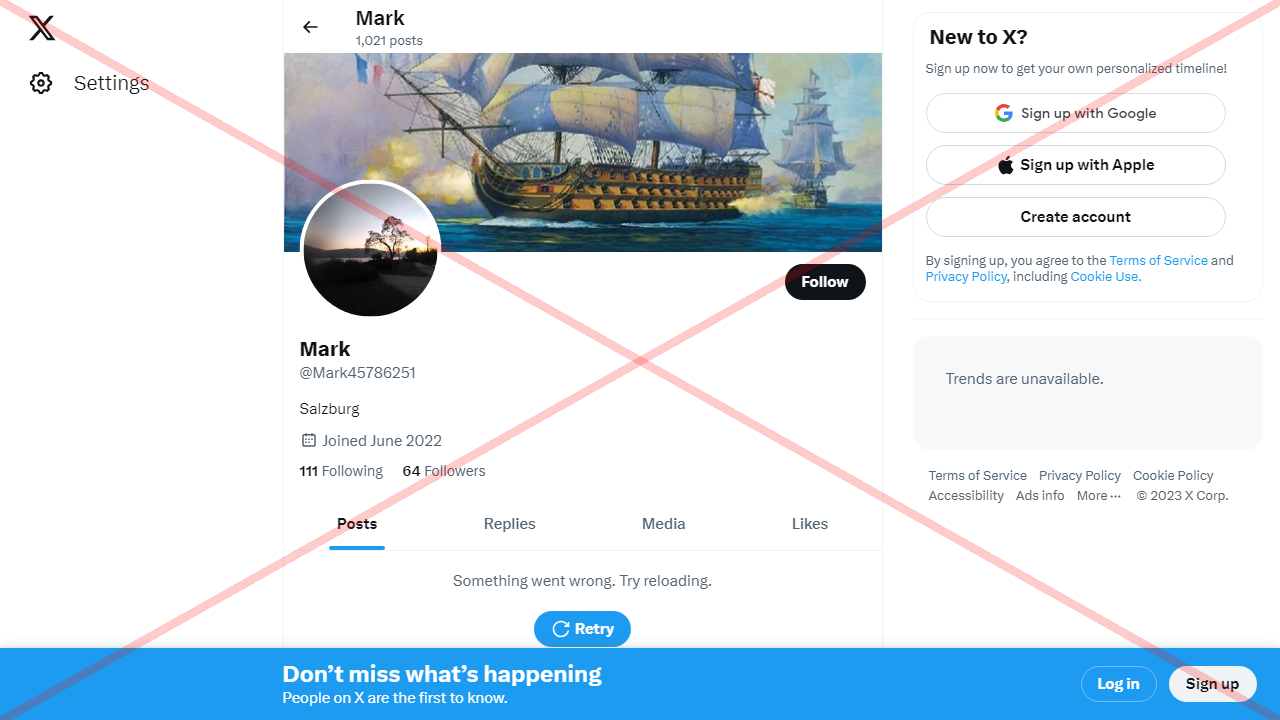 Settings
Mark
1,021 posts
Follow
Mark
@Mark45786251
Salzburg
Joined June 2022
111 Following 64 Followers
Posts Replies Media Likes
Something went wrong. Try reloading.
Retry
New to X?
Sign up now to get your own personalized timeline!
Sign up with Google
Sign up with Apple
Create account
By signing up, you agree to the Terms of Service and
Privacy Policy, including Cookie Use.
Trends are unavailable.
Terms of Service Privacy Policy Cookie Policy
Accessibility Ads info More ··· © 2023 X Corp.
Don’t miss what’s happening
People on X are the first to know.
Log in Sign up